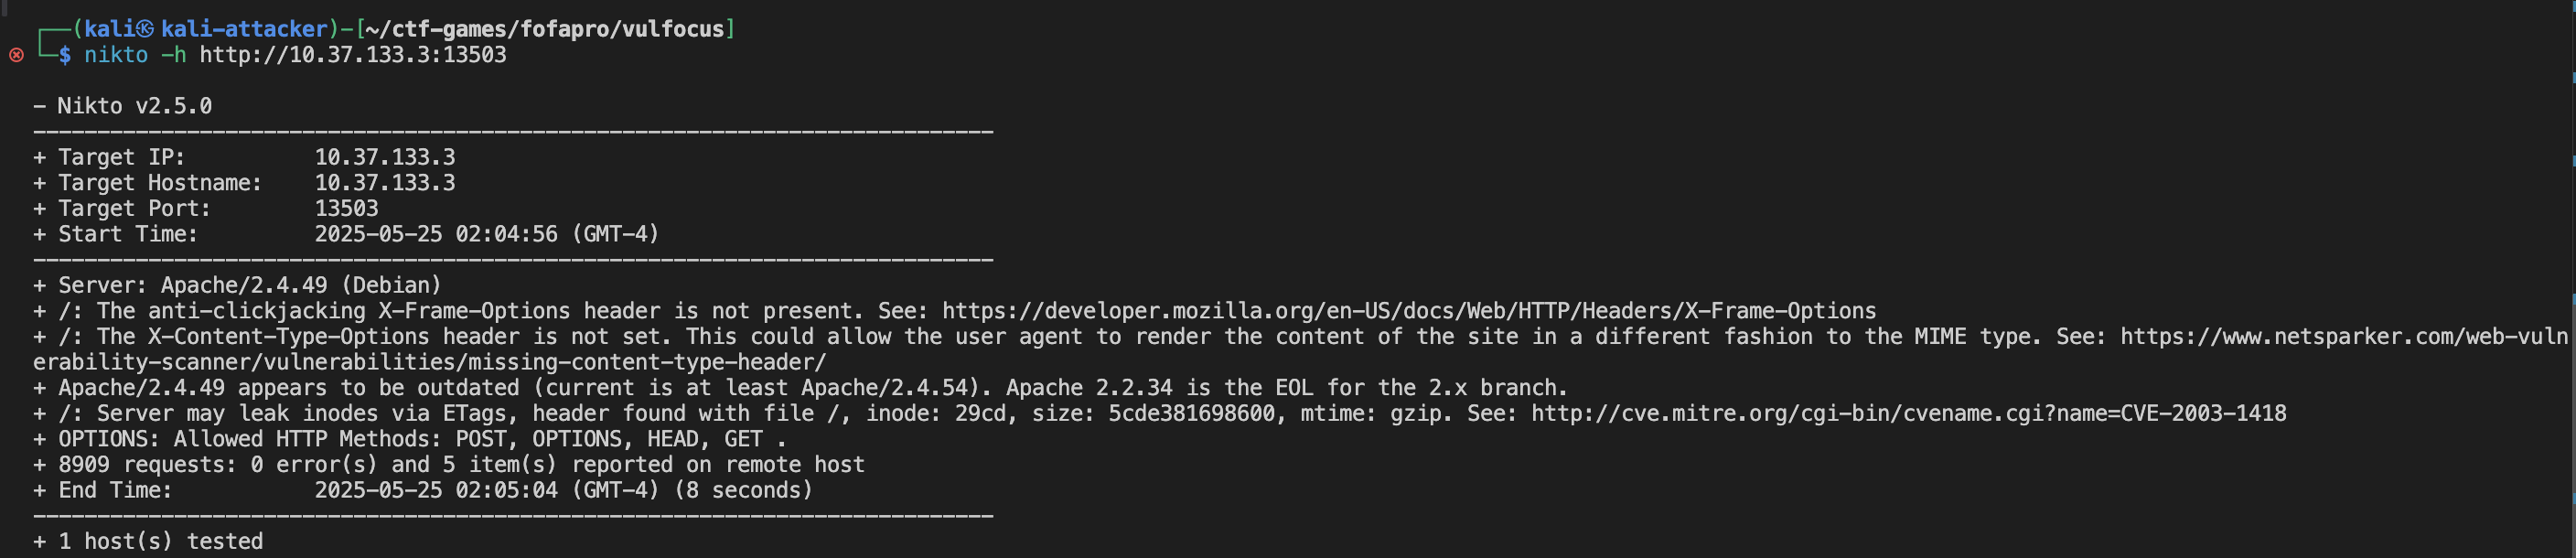 ┌──(kali㉿kali-attacker)-[~/ctf-games/fofapro/vulfocus]
└─$ nikto -h http://10.37.133.3:13503
- Nikto v2.5.0
---------------------------------------------------------------------------
+ Target IP:          10.37.133.3
+ Target Hostname:    10.37.133.3
+ Target Port:        13503
+ Start Time:         2025-05-25 02:04:56 (GMT-4)
---------------------------------------------------------------------------
+ Server: Apache/2.4.49 (Debian)
+ /: The anti-clickjacking X-Frame-Options header is not present. See: https://developer.mozilla.org/en-US/docs/Web/HTTP/Headers/X-Frame-Options
+ /: The X-Content-Type-Options header is not set. This could allow the user agent to render the content of the site in a different fashion to the MIME type. See: https://www.netsparker.com/web-vuln
erability-scanner/vulnerabilities/missing-content-type-header/
+ Apache/2.4.49 appears to be outdated (current is at least Apache/2.4.54). Apache 2.2.34 is the EOL for the 2.x branch.
+ /: Server may leak inodes via ETags, header found with file /, inode: 29cd, size: 5cde381698600, mtime: gzip. See: http://cve.mitre.org/cgi-bin/cvename.cgi?name=CVE-2003-1418
+ OPTIONS: Allowed HTTP Methods: POST, OPTIONS, HEAD, GET .
+ 8909 requests: 0 error(s) and 5 item(s) reported on remote host
+ End Time:           2025-05-25 02:05:04 (GMT-4) (8 seconds)
---------------------------------------------------------------------------
+ 1 host(s) tested